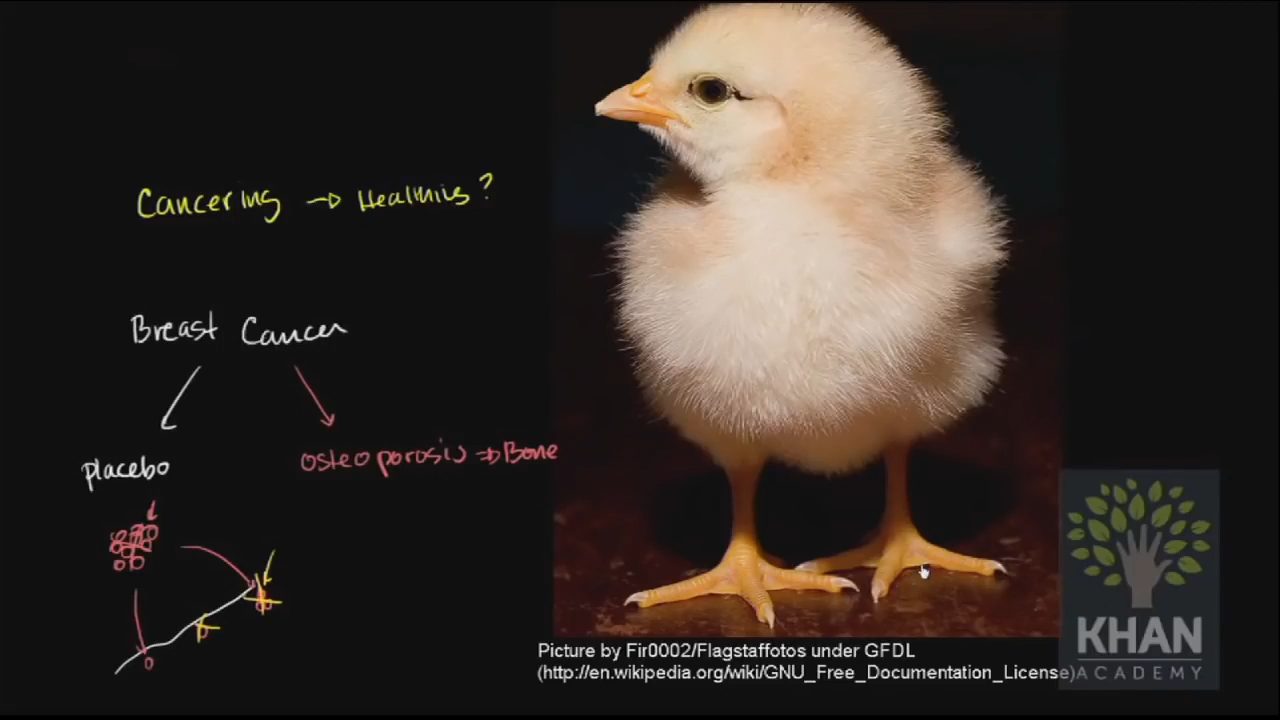 Cancering → Healthing?
Breast Cancer
Placebo
Osteoporosis ⇒ Bone
Picture by Fir0002/Flagstaffotos under GFDL
(http://en.wikipedia.org/wiki/GNU_Free_Documentation_License)
KHAN
ACADEMY